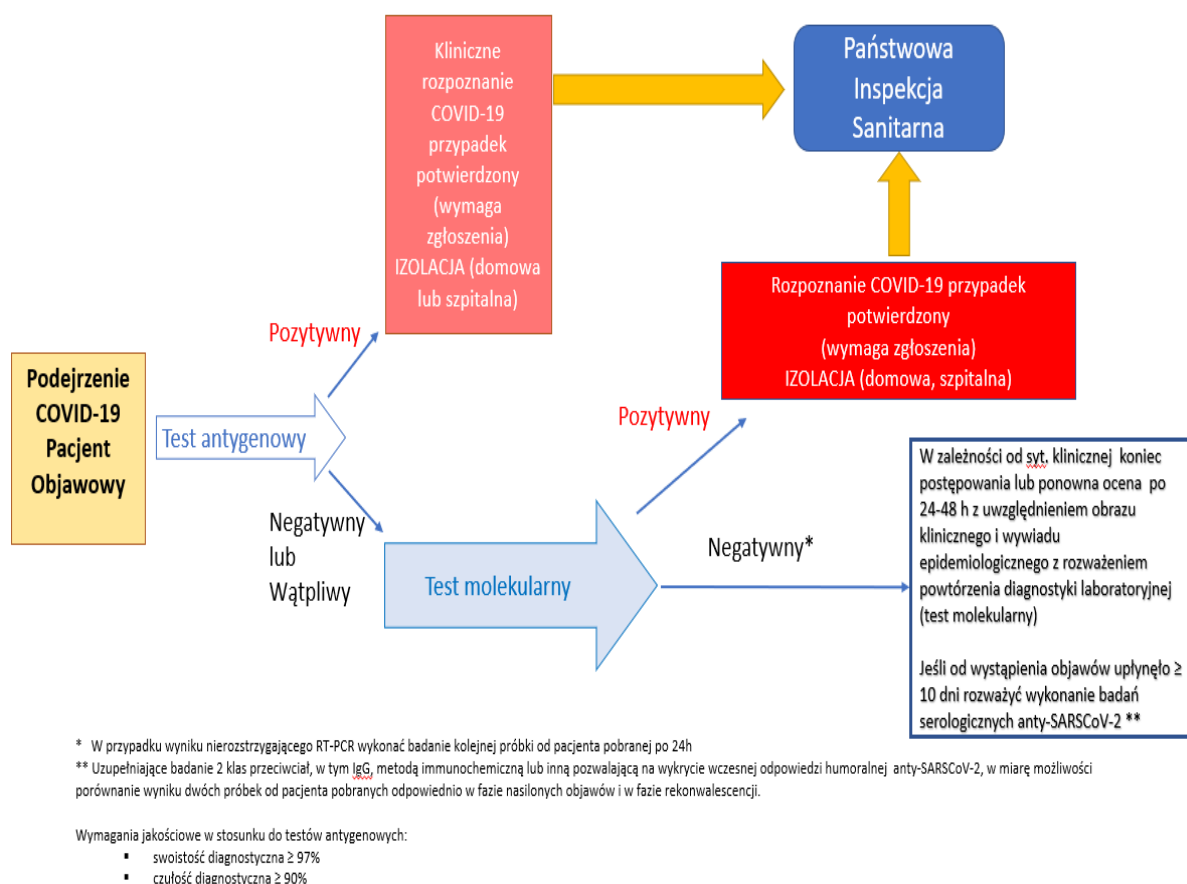 Kliniczne
rozpoznanie
COVID-19
przypadek
potwierdzony
(wymaga
zgłoszenia)
IZOLACJA (domowa
lub szpitalna)
Państwowa
Inspekcja
Sanitarna
Rozpoznanie COVID-19 przypadek
potwierdzony
(wymaga zgłoszenia)
IZOLACJA (domowa, szpitalna)
Pozytywny
Podejrzenie
COVID-19
Pacjent
Objawowy
Test antygenowy
Negatywny
lub
Wątpliwy
Test molekularny
Pozytywny
Negatywny*
W zależności od syt. klinicznej koniec
postępowania lub ponowna ocena po
24-48 h z uwzględnieniem obrazu
klinicznego i wywiadu
epidemiologicznego z rozważeniem
powtórzenia diagnostyki laboratoryjnej
(test molekularny)
Jeśli od wystąpienia objawów upłynęło ≥
10 dni rozważyć wykonanie badań
serologicznych anty-SARSCoV-2 **
* W przypadku wyniku nierozstrzygającego RT-PCR wykonać badanie kolejnej próbki od pacjenta pobranej po 24h
** Uzupełniające badanie 2 klas przeciwciał, w tym IgG, metodą immunochemiczną lub inną pozwalającą na wykrycie wczesnej odpowiedzi humoralnej anty-SARSCoV-2, w miarę możliwości
porównanie wyniku dwóch próbek od pacjenta pobranych odpowiednio w fazie nasilonych objawów i w fazie rekonwalescencji.
Wymagania jakościowe w stosunku do testów antygenowych:
▪ swoistość diagnostyczna ≥ 97%
▪ czułość diagnostyczna ≥ 90%